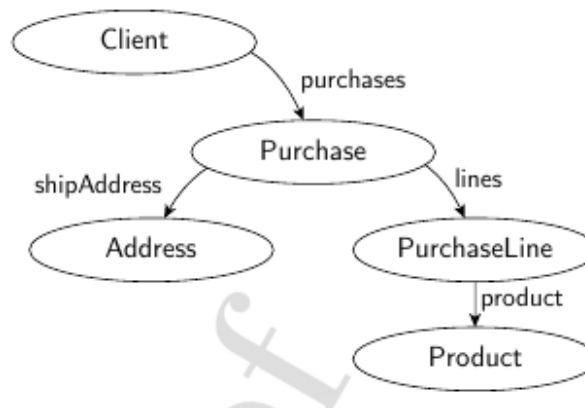 Client
purchases
Purchase
shipAddress
lines
Address
PurchaseLine
product
Product